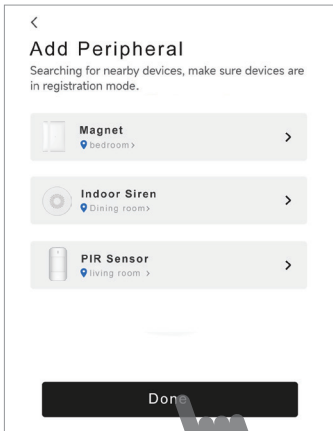 Add Peripheral
Searching for nearby devices, make sure devices are
in registration mode.
Magnet
bedroom>
Indoor Siren
Dining room>
PIR Sensor
living room >
Done